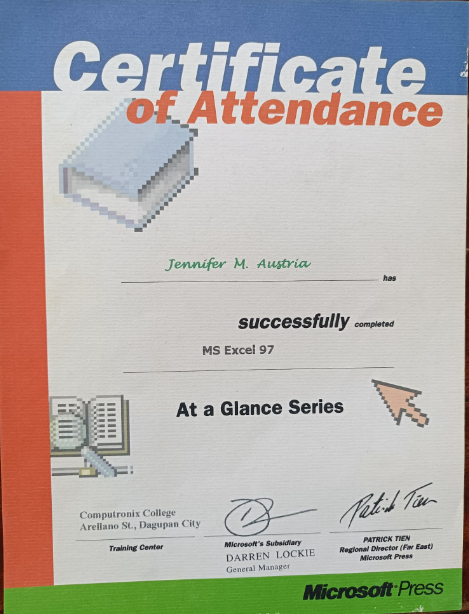 Certificate
of Attendance
Jennifer M. Austria
has
successfully completed
MS Excel 97
At a Glance Series
Computronix College
Arellano St., Dagupan City
Training Center
Microsoft's Subsidiary
DARREN LOCKIE
General Manager
Patrick Tien
PATRICK TIEN
Regional Director (Far East)
Microsoft Press
Microsoft Press